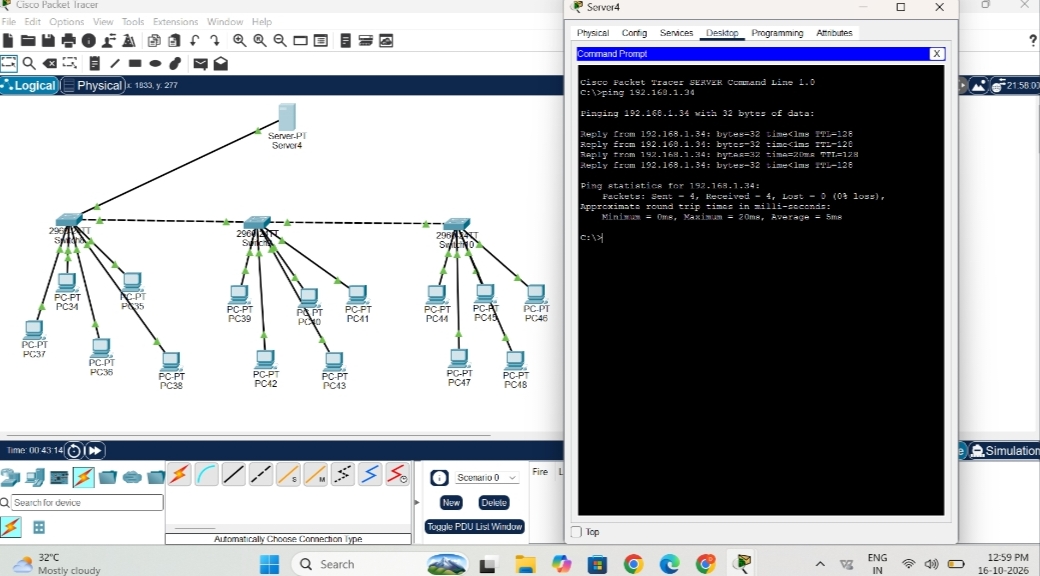 Cisco Packet Tracer
File Edit Options View Tools Extensions Window Help
Logical Physical x: 1833, y: 277
21:58:00
Server-PT
Server4
PC-PT
PC34
PC-PT
PC35
PC-PT
PC37
PC-PT
PC36
PC-PT
PC38
PC-PT
PC39
PC40
PC-PT
PC41
PC-PT
PC42
PC-PT
PC43
PC-PT
PC44
PC-PT
PC45
PC-PT
PC46
PC-PT
PC47
PC-PT
PC48
Server4
Physical Config Services Desktop Programming Attributes
Command Prompt X
Cisco Packet Tracer SERVER Command Line 1.0
C:\>ping 192.168.1.34
Pinging 192.168.1.34 with 32 bytes of data:
Reply from 192.168.1.34: bytes=32 time<1ms TTL=128
Reply from 192.168.1.34: bytes=32 time<1ms TTL=128
Reply from 192.168.1.34: bytes=32 time=20ms TTL=128
Reply from 192.168.1.34: bytes=32 time<1ms TTL=128
Ping statistics for 192.168.1.34:
Packets: Sent = 4, Received = 4, Lost = 0 (0% loss),
Approximate round trip times in milli-seconds:
Minimum = 0ms, Maximum = 20ms, Average = 5ms
C:\>
Top
Time: 00:43:14
Simulation
Search for device
Automatically Choose Connection Type
Scenario 0
New Delete
Toggle PDU List Window
Fire L
?
32°C
Mostly cloudy
Search
ENG
IN
12:59 PM
16-10-2026